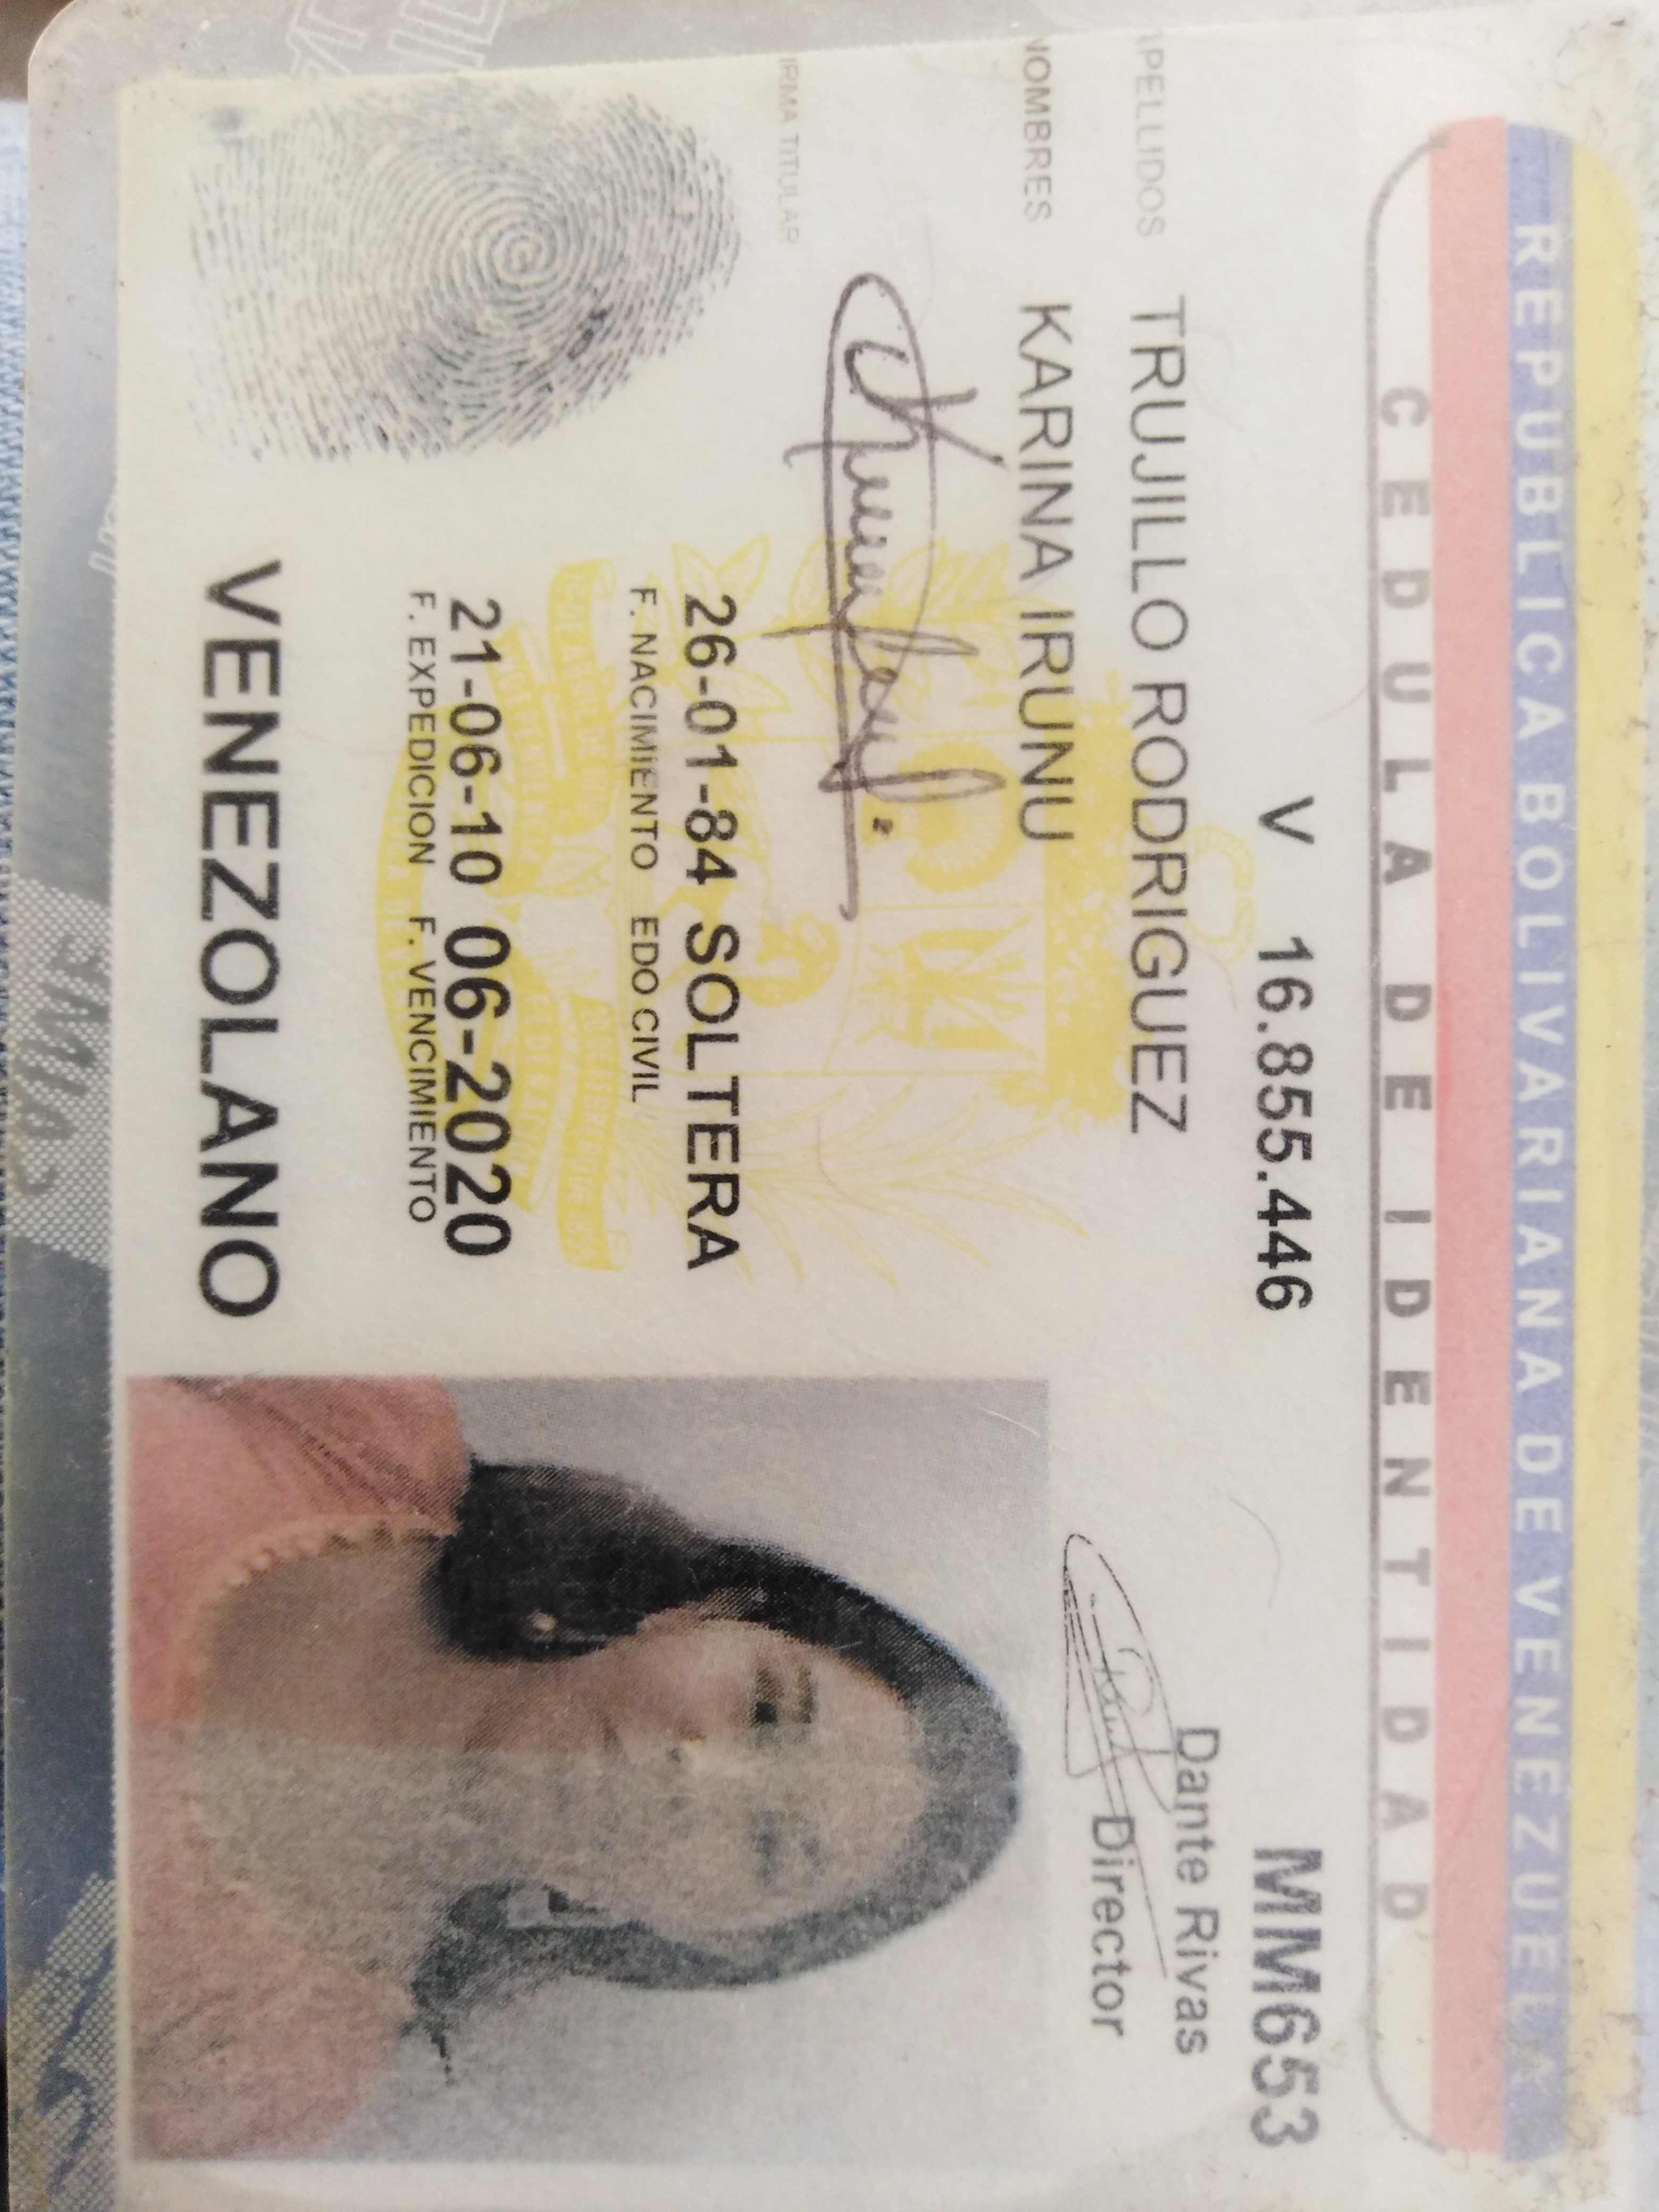 REPUBLICA BOLIVARIANA DE VENEZUELA
CEDULA DE IDENTIDAD
V 16.855.446 MM653
APELLIDOS TRUJILLO RODRIGUEZ
Dante Rivas
NOMBRES KARINA IRUNU
Director
FIRMA TITULAR
26-01-84 SOLTERA
F. NACIMIENTO EDO CIVIL
21-06-10 06-2020
F. EXPEDICION F. VENCIMIENTO
VENEZOLANO